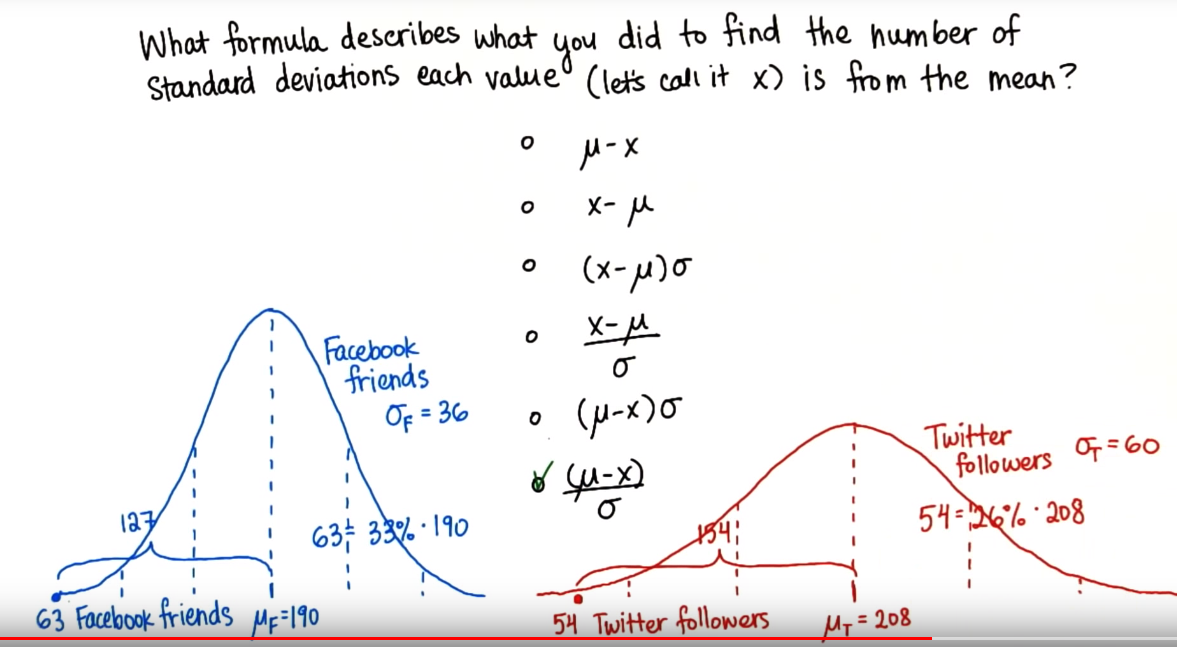 What formula describes what you did to find the number of
standard deviations each value (let's call it x) is from the mean?
μ-x
x-μ
(x-μ)σ
x-μ
σ
(μ-x)σ
(μ-x)
σ
Facebook
friends
σF = 36
127
63 = 33% · 190
63 Facebook friends μF=190
Twitter
followers σT = 60
154
54 = 26% · 208
54 Twitter followers μT = 208